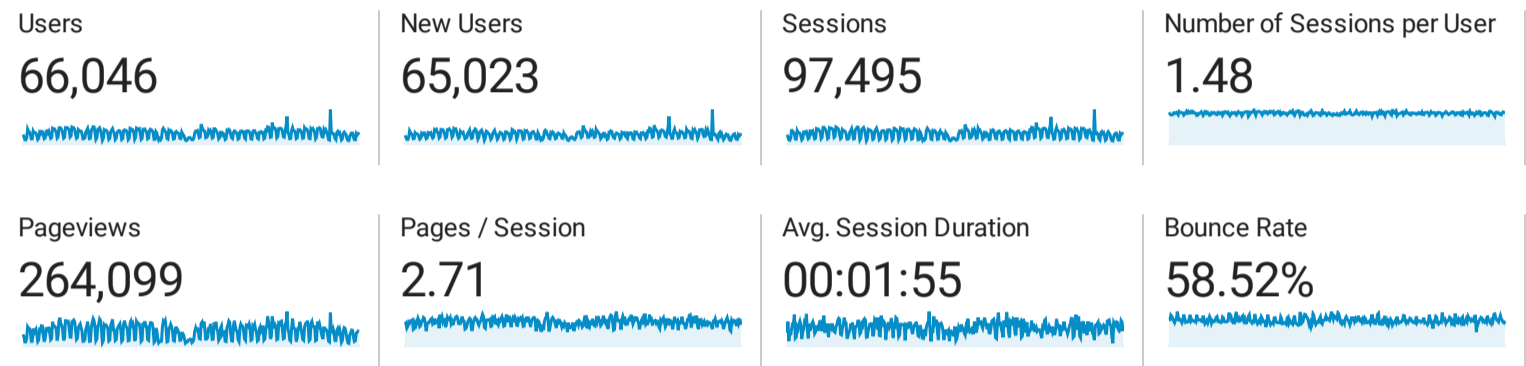 Users
66,046
New Users
65,023
Sessions
97,495
Number of Sessions per User
1.48
Pageviews
264,099
Pages / Session
2.71
Avg. Session Duration
00:01:55
Bounce Rate
58.52%